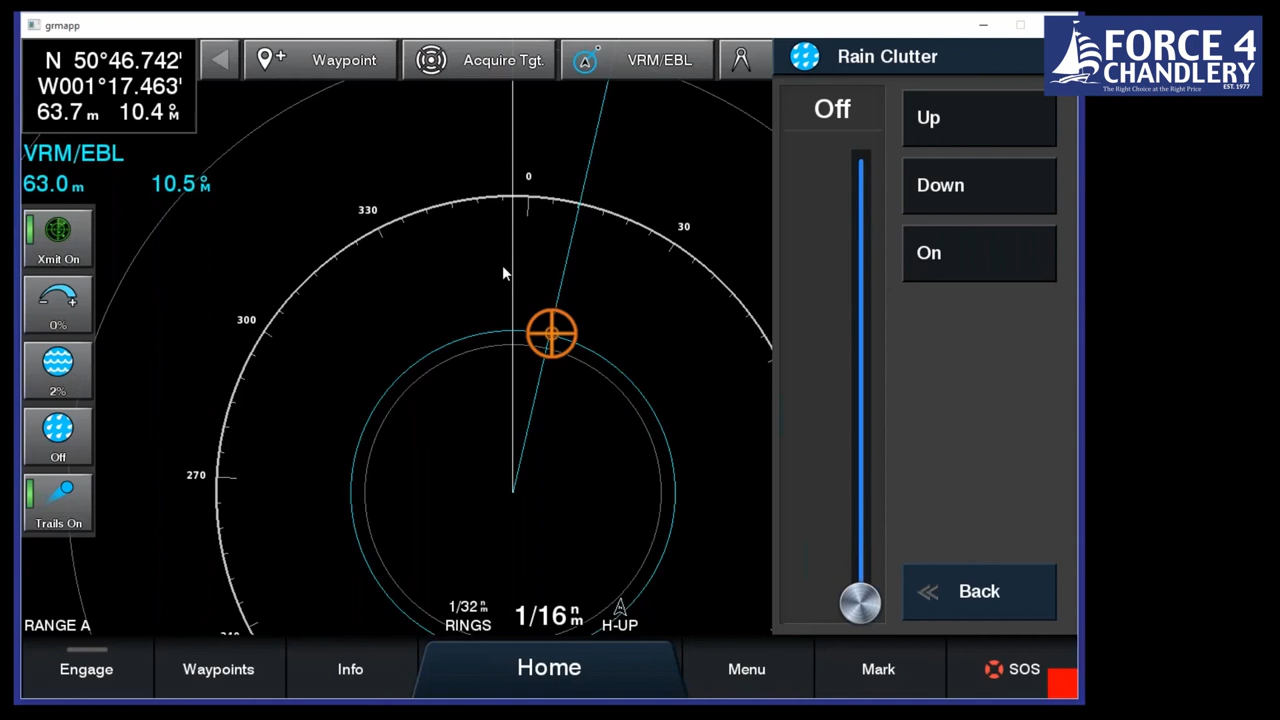 grmapp
FORCE 4
CHANDLERY
The Right Choice at the Right Price
EST. 1977
N 50°46.742'
W001°17.463'
63.7 m 10.4°M
Waypoint
Acquire Tgt.
VRM/EBL
Rain Clutter
VRM/EBL
63.0 m 10.5°M
Off
Up
Down
On
0
330
30
300
270
240
Xmit On
0%
2%
Off
Trails On
RANGE A
1/32 nm
RINGS
1/16 nm
N
H-UP
Back
Engage
Waypoints
Info
Home
Menu
Mark
SOS